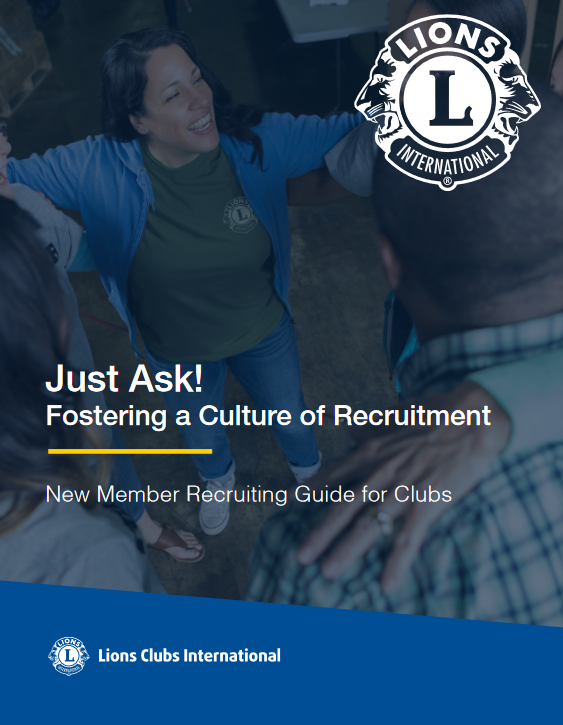 LIONS
L
INTERNATIONAL
®
L
Just Ask!
Fostering a Culture of Recruitment
New Member Recruiting Guide for Clubs
L
Lions Clubs International